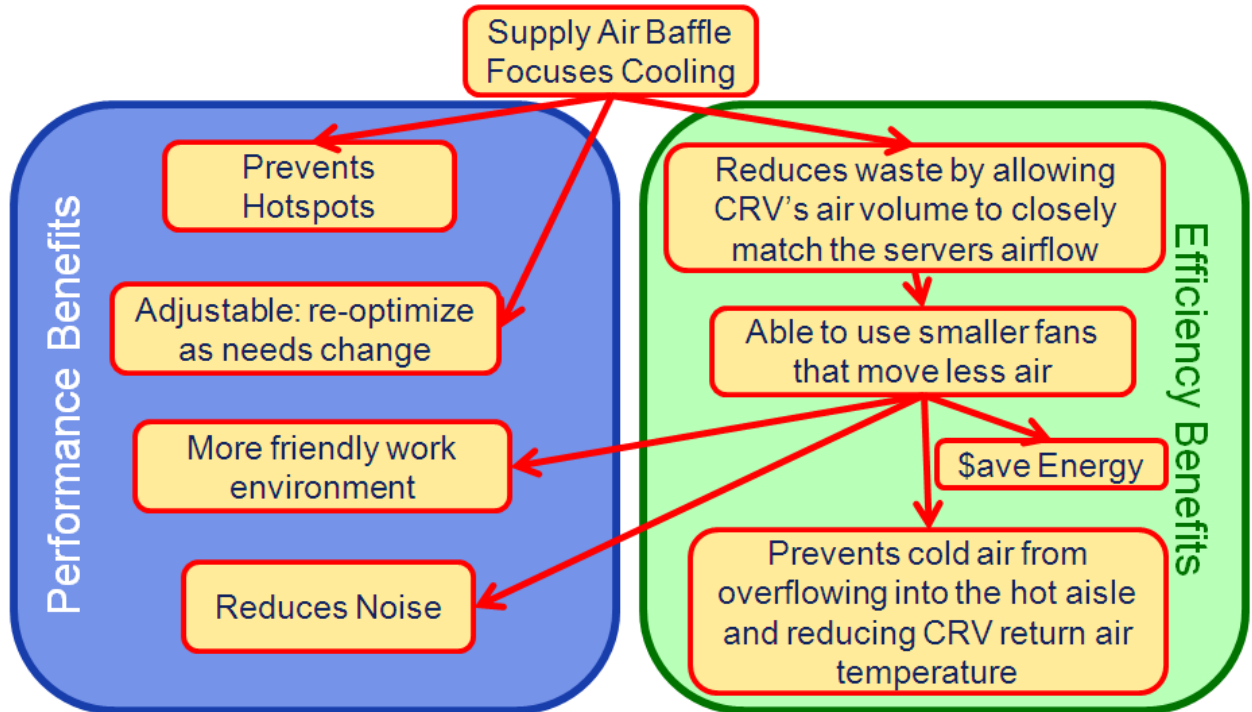 Supply Air Baffle
Focuses Cooling
Performance Benefits
Prevents
Hotspots
Adjustable: re-optimize
as needs change
More friendly work
environment
Reduces Noise
Efficiency Benefits
Reduces waste by allowing
CRV's air volume to closely
match the servers airflow
Able to use smaller fans
that move less air
$ave Energy
Prevents cold air from
overflowing into the hot aisle
and reducing CRV return air
temperature